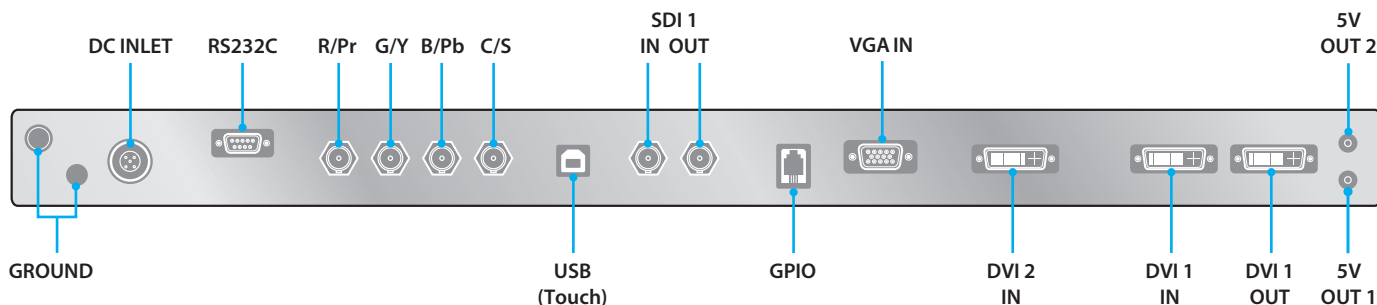 SDI 1
5V
DC INLET RS232C R/Pr G/Y B/Pb C/S IN OUT VGA IN OUT 2
GROUND USB GPIO DVI 2 DVI 1 DVI 1 5V
(Touch) IN IN OUT OUT 1